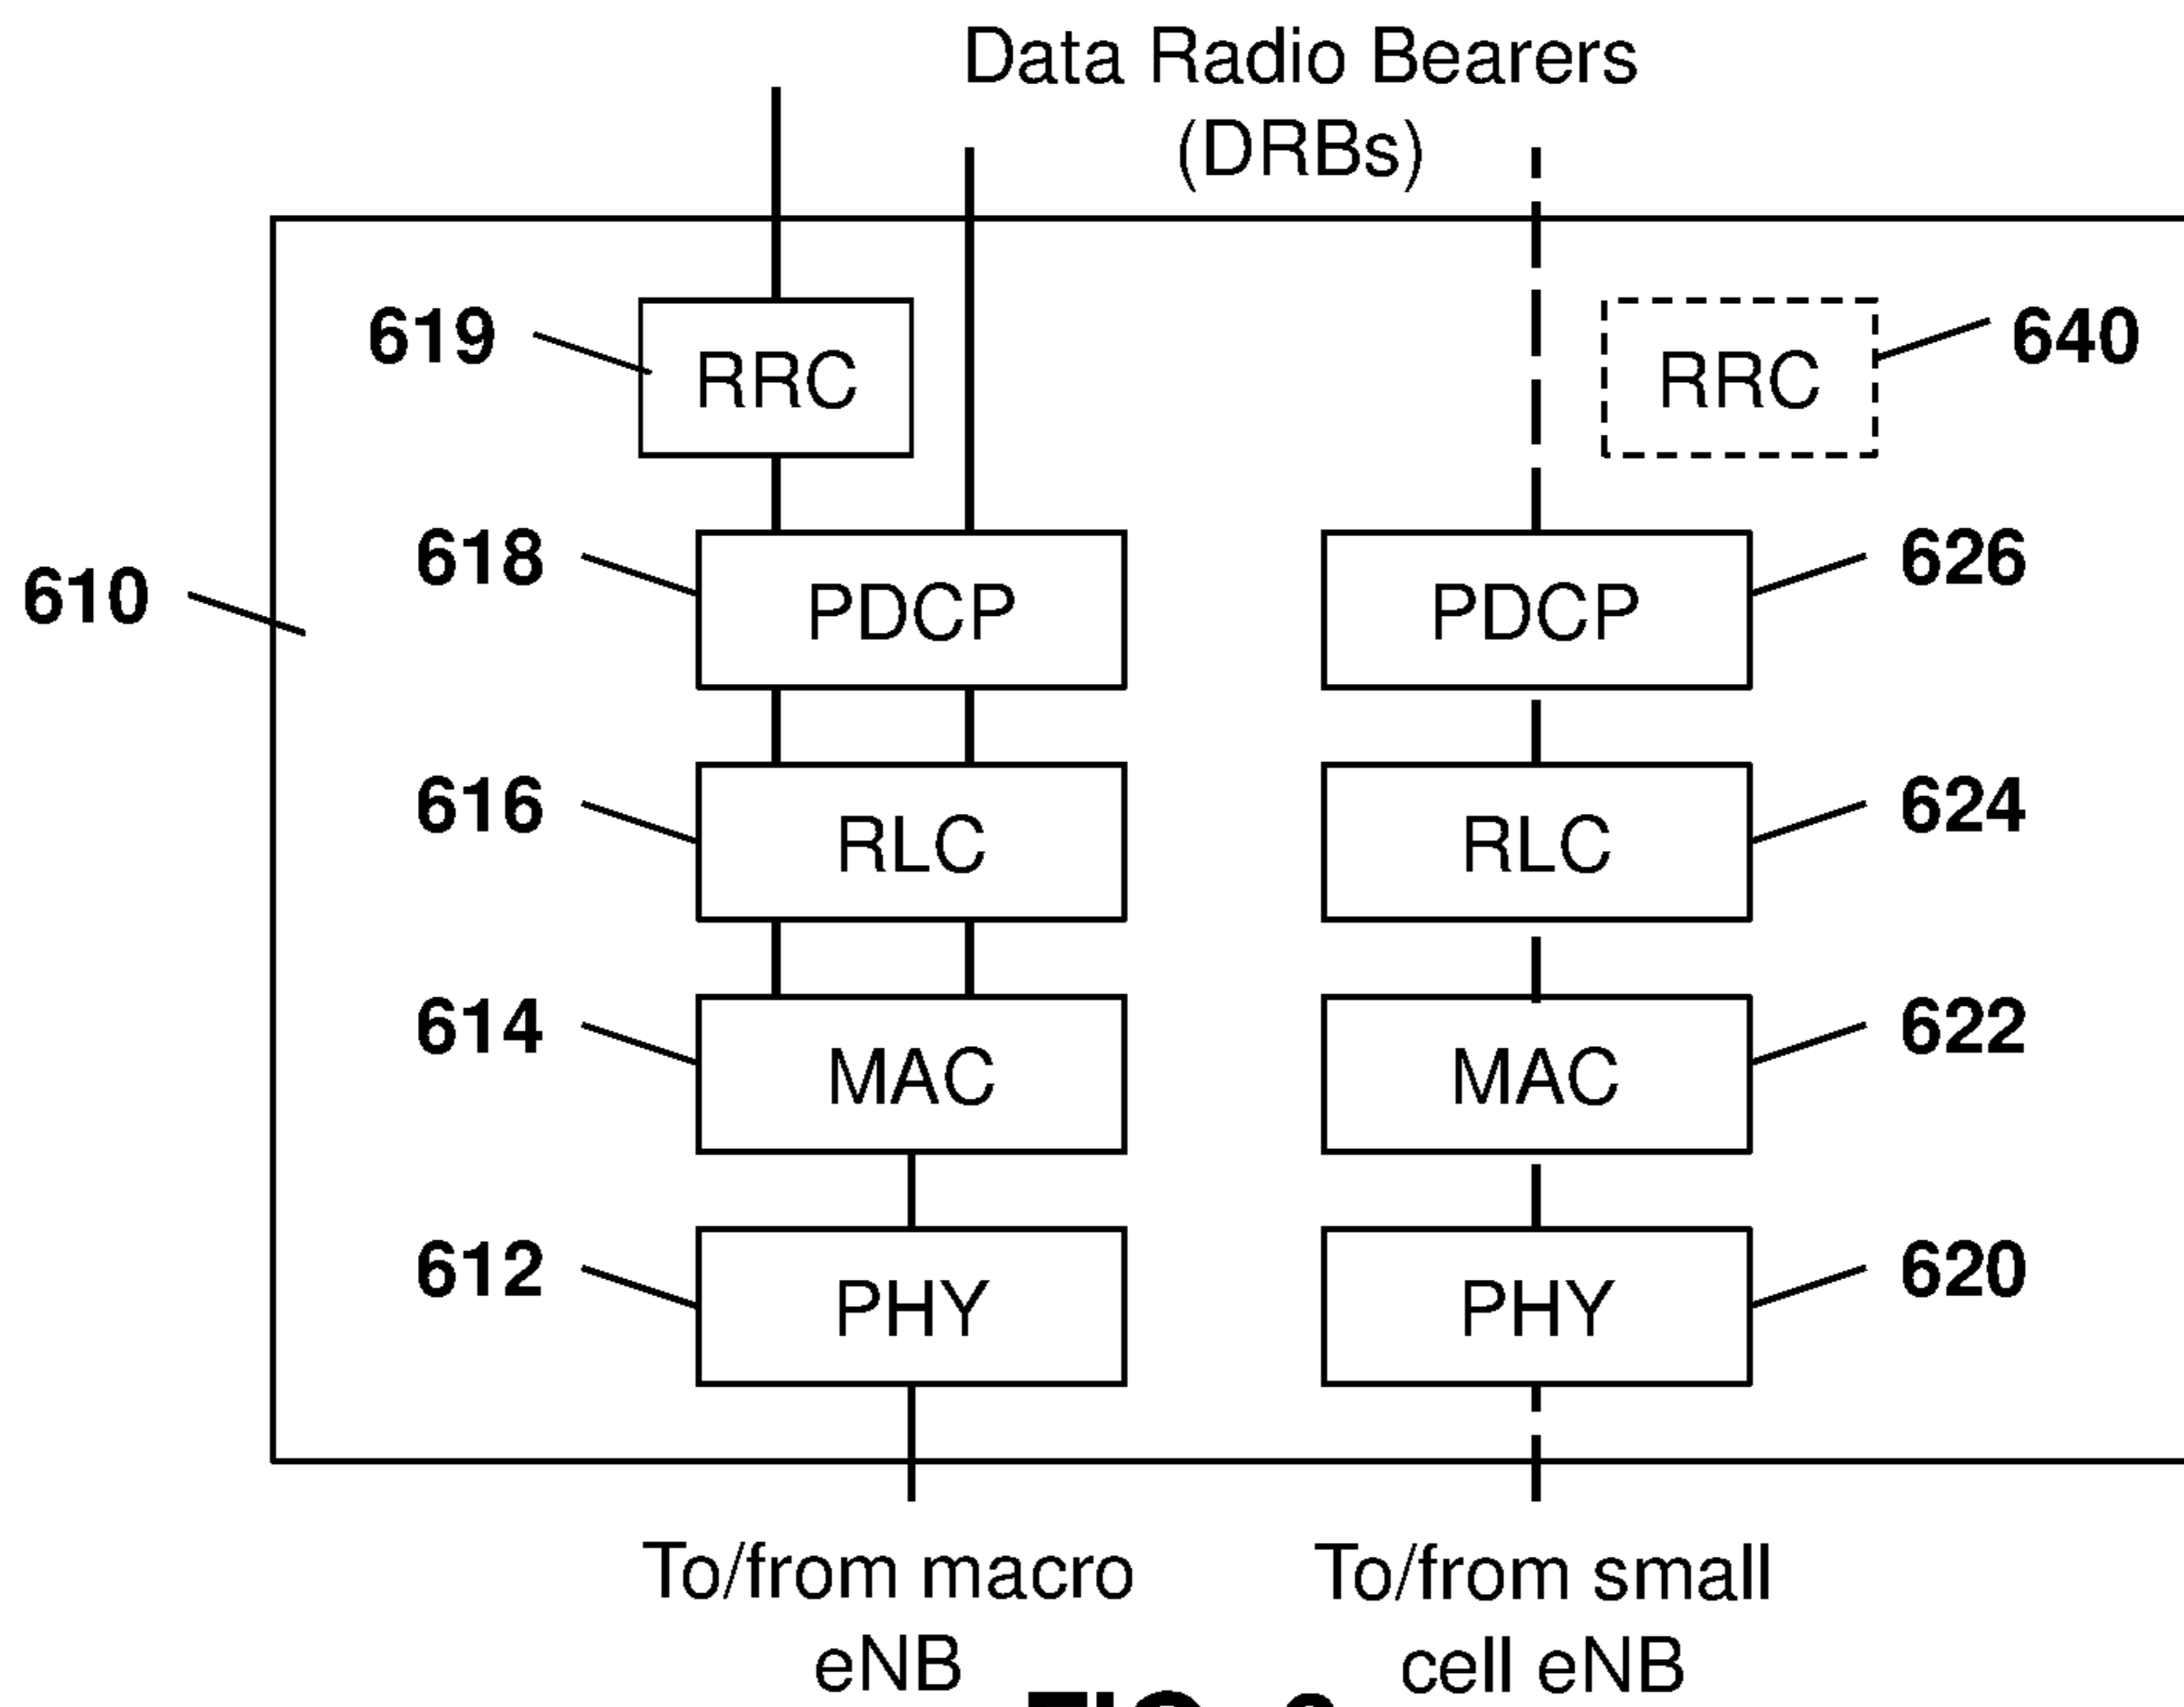 Data Radio Bearers
(DRBs)
619
RRC
RRC
640
618
PDCP
PDCP
626
610
616
RLC
RLC
624
614
MAC
MAC
622
612
PHY
PHY
620
To/from macro
eNB
To/from small
cell eNB